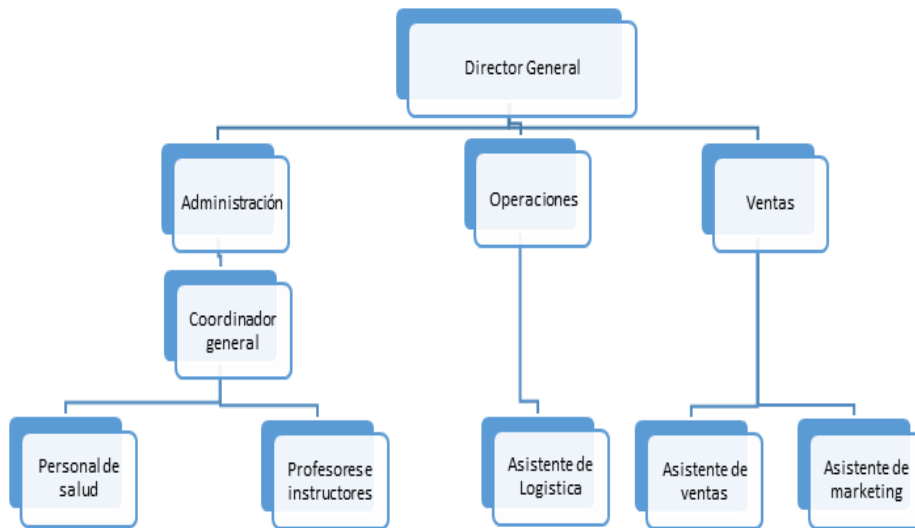 Director General
Administración
Operaciones
Ventas
Coordinador
general
Personal de
salud
Profesores e
instructores
Asistente de
Logistica
Asistente de
ventas
Asistente de
marketing